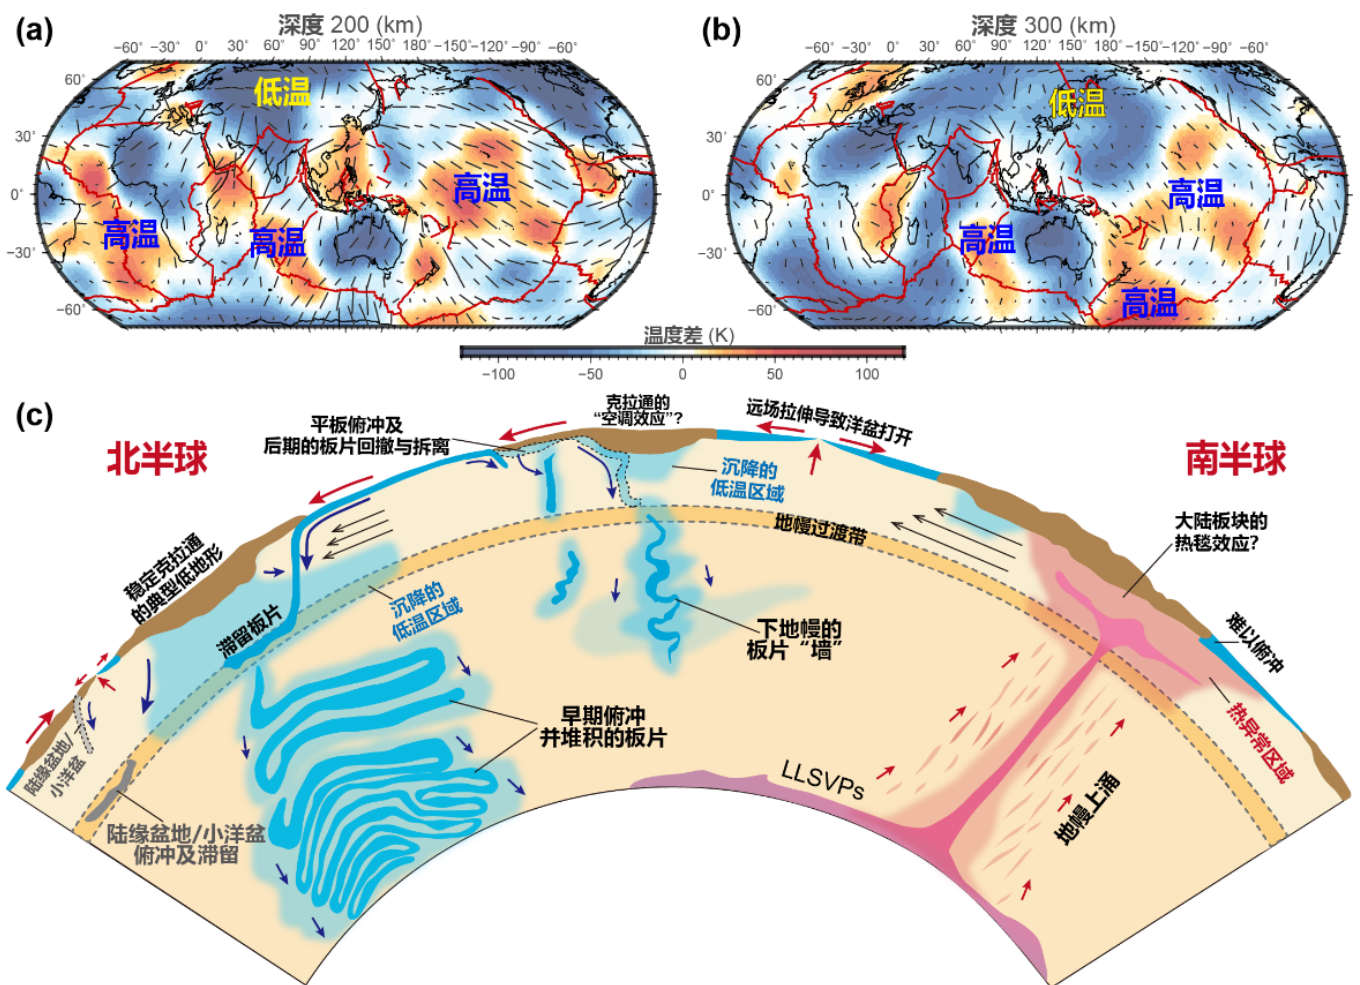 (a)
深度 200 (km)
−60° −30° 0° 30° 60° 90° 120° 150° 180° −150° −120° −90° −60°
60°
30°
0°
−30°
−60°
低温
高温
高温
高温
(b)
深度 300 (km)
−60° −30° 0° 30° 60° 90° 120° 150° 180° −150° −120° −90° −60°
60°
30°
0°
−30°
−60°
低温
高温
高温
高温
温度差 (K)
−100 −50 0 50 100
(c)
北半球
南半球
平板俯冲及
后期的板片回撤与拆离
克拉通的
“空调效应”?
远场拉伸导致洋盆打开
沉降的
低温区域
地幔过渡带
大陆板块的
热毯效应?
稳定克拉通
的典型低地形
滞留板片
沉降的
低温区域
下地幔的
板片“墙”
难以俯冲
热异常区域
早期俯冲
并堆积的板片
陆缘盆地/
小洋盆
陆缘盆地/小洋盆
俯冲及滞留
LLSVPs
地幔上涌